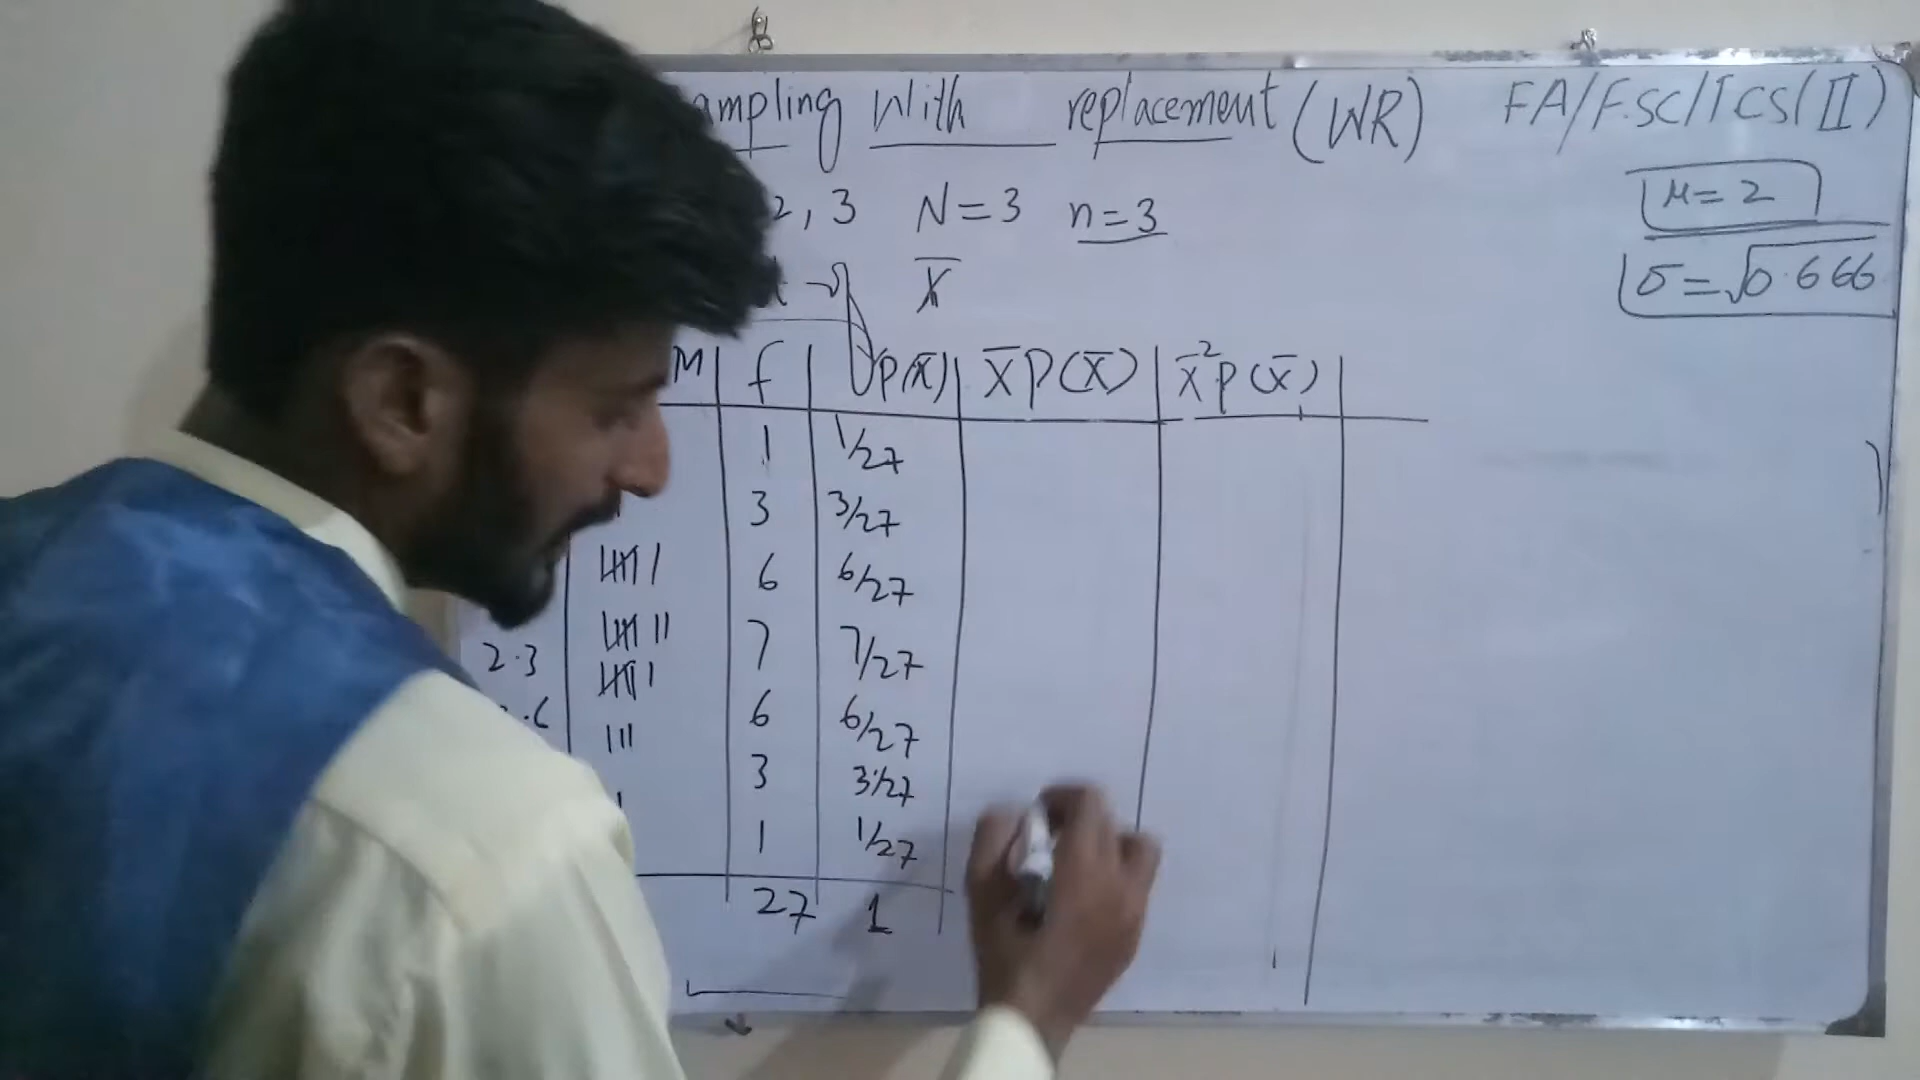 ampling With replacement (WR) FA/F.SC/ICS(II)
2, 3 N=3 n=3 μ=2
X̄ σ=√0.666
f P(X̄) X̄P(X̄) X̄²P(X̄)
1 1/27
3 3/27
6 6/27
2.3 7 7/27
.6 6 6/27
3 3/27
1 1/27
27 1